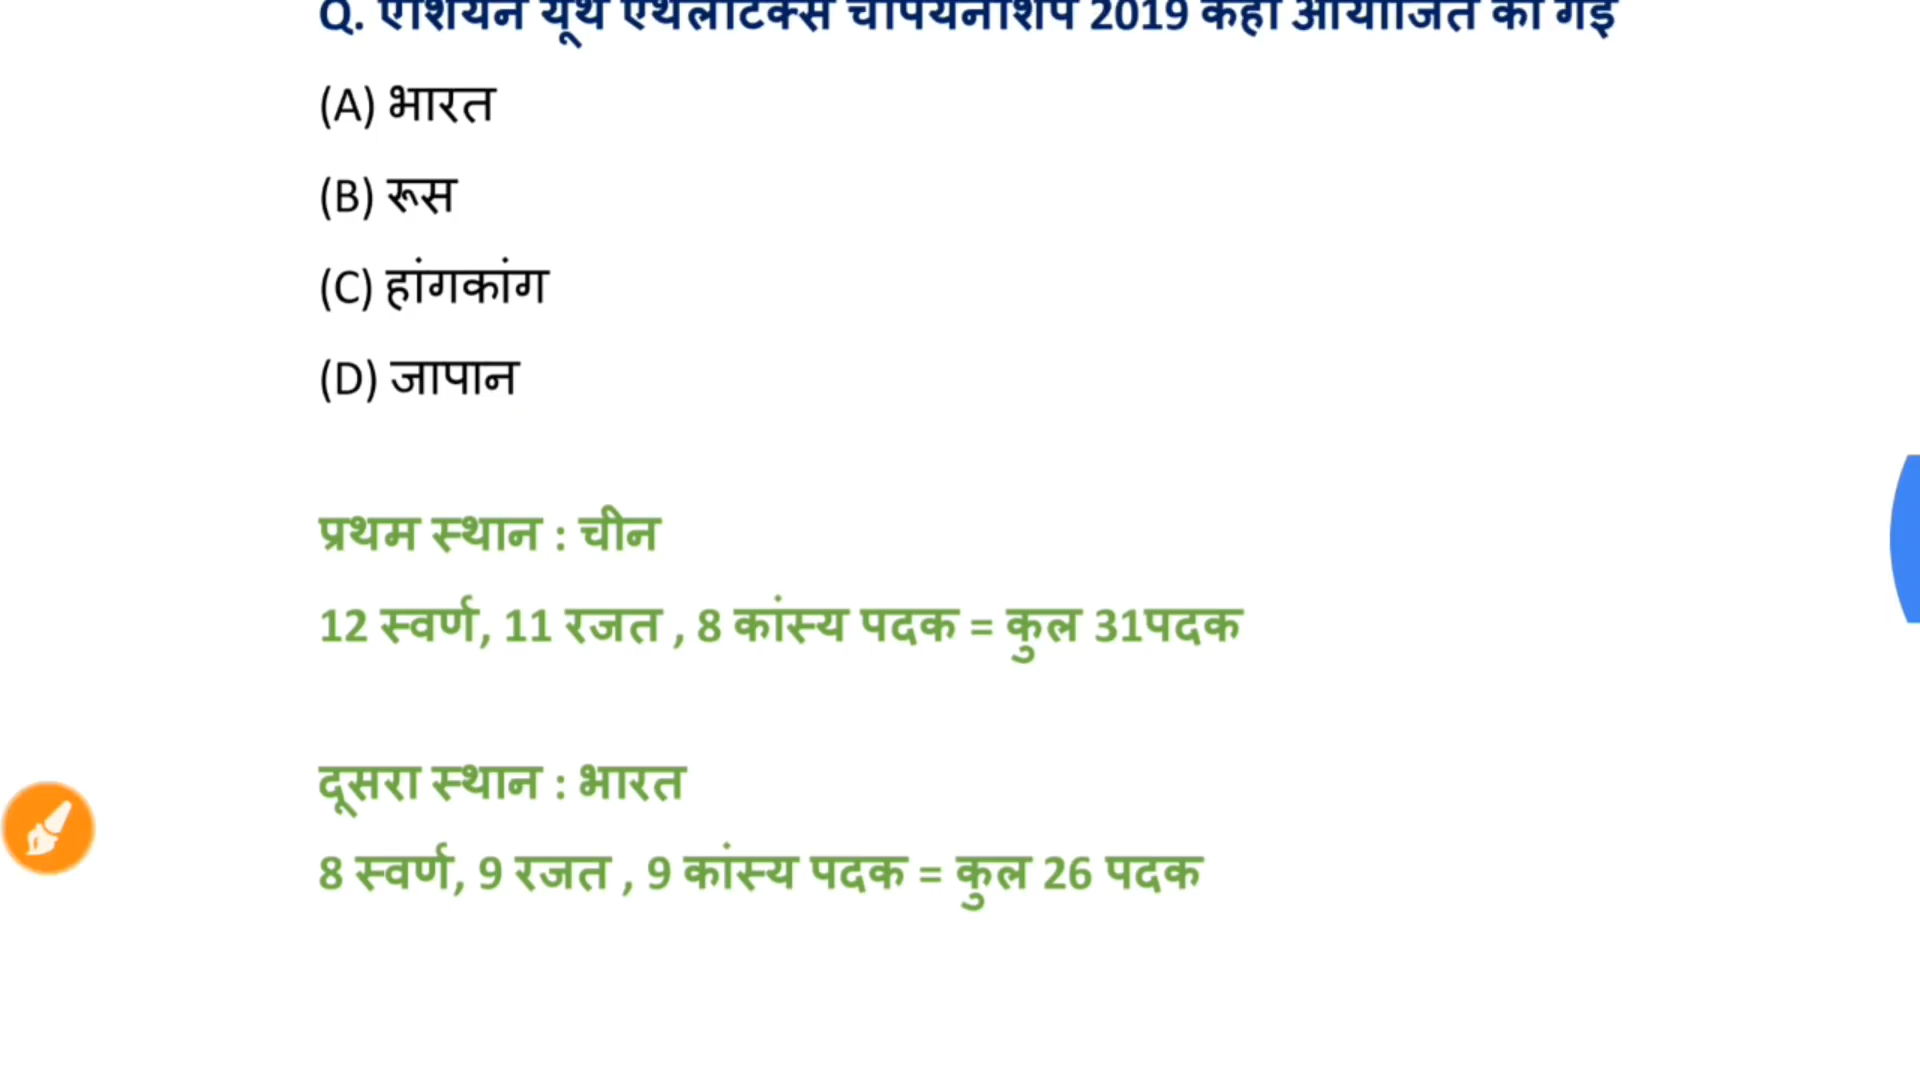 Q. एशियन यूथ एथलेटिक्स चैंपियनशिप 2019 कहाँ आयोजित की गई
(A) भारत
(B) रूस
(C) हांगकांग
(D) जापान
प्रथम स्थान : चीन
12 स्वर्ण, 11 रजत , 8 कांस्य पदक = कुल 31पदक
दूसरा स्थान : भारत
8 स्वर्ण, 9 रजत , 9 कांस्य पदक = कुल 26 पदक